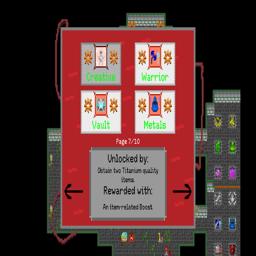 Creative
Warrior
Vault
Metals
Page 7/10
Unlocked by:
Obtain two Titanium quality
items.
Rewarded with:
An item-related Boost